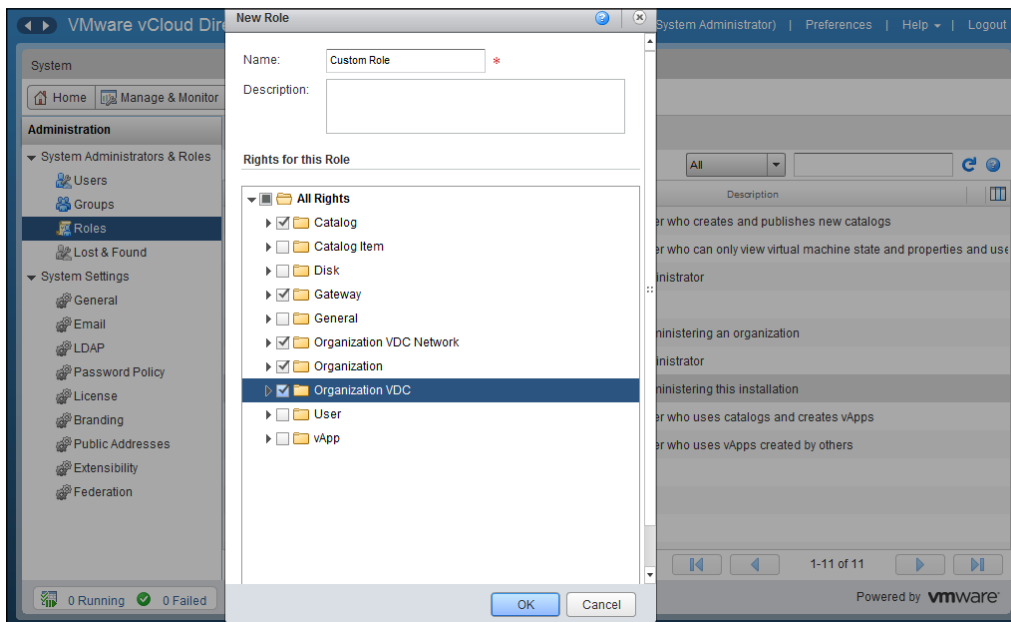 VMware vCloud Dire
New Role
System Administrator) | Preferences | Help | Logout
System
Home
Manage & Monitor
Administration
System Administrators & Roles
Users
Groups
Roles
Lost & Found
System Settings
General
Email
LDAP
Password Policy
License
Branding
Public Addresses
Extensibility
Federation
0 Running
0 Failed
Name:
Custom Role
*
Description:
Rights for this Role
All Rights
Catalog
Catalog Item
Disk
Gateway
General
Organization VDC Network
Organization
Organization VDC
User
vApp
OK
Cancel
All
Description
er who creates and publishes new catalogs
er who can only view virtual machine state and properties and use
inistrator
ninistering an organization
ninistrator
ninistering this installation
er who uses catalogs and creates vApps
er who uses vApps created by others
1-11 of 11
Powered by vmware